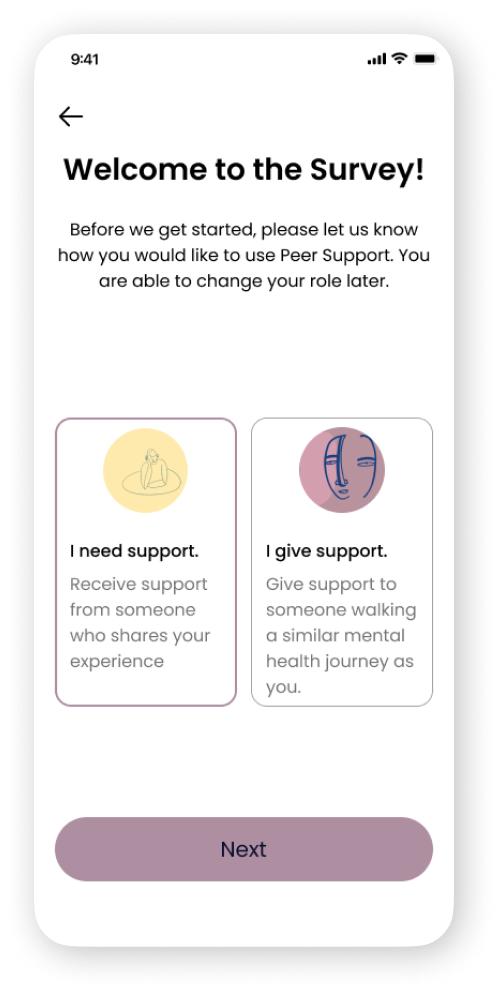 9:41
Welcome to the Survey!
Before we get started, please let us know
how you would like to use Peer Support. You
are able to change your role later.
I need support.
Receive support
from someone
who shares your
experience
I give support.
Give support to
someone walking
a similar mental
health journey as
you.
Next